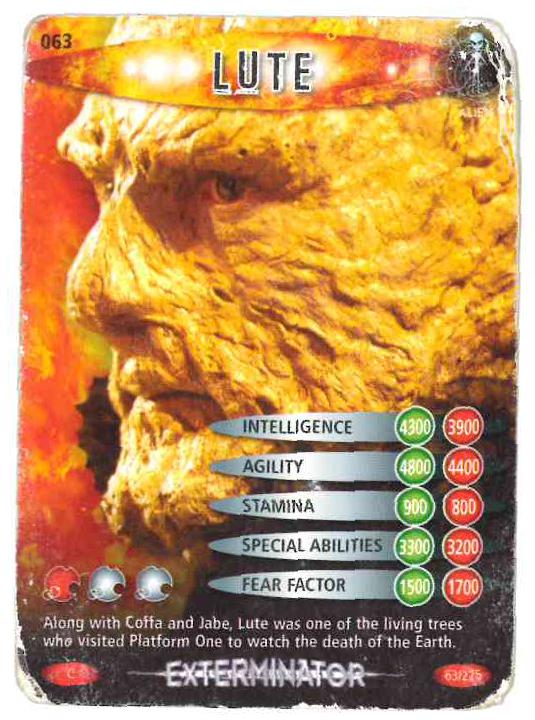 063
LUTE
ALIEN
INTELLIGENCE 4300 3900
AGILITY 4800 4400
STAMINA 900 800
SPECIAL ABILITIES 3300 3200
FEAR FACTOR 1500 1700
Along with Coffa and Jabe, Lute was one of the living trees
who visited Platform One to watch the death of the Earth.
C EXTERMINATOR 63/225